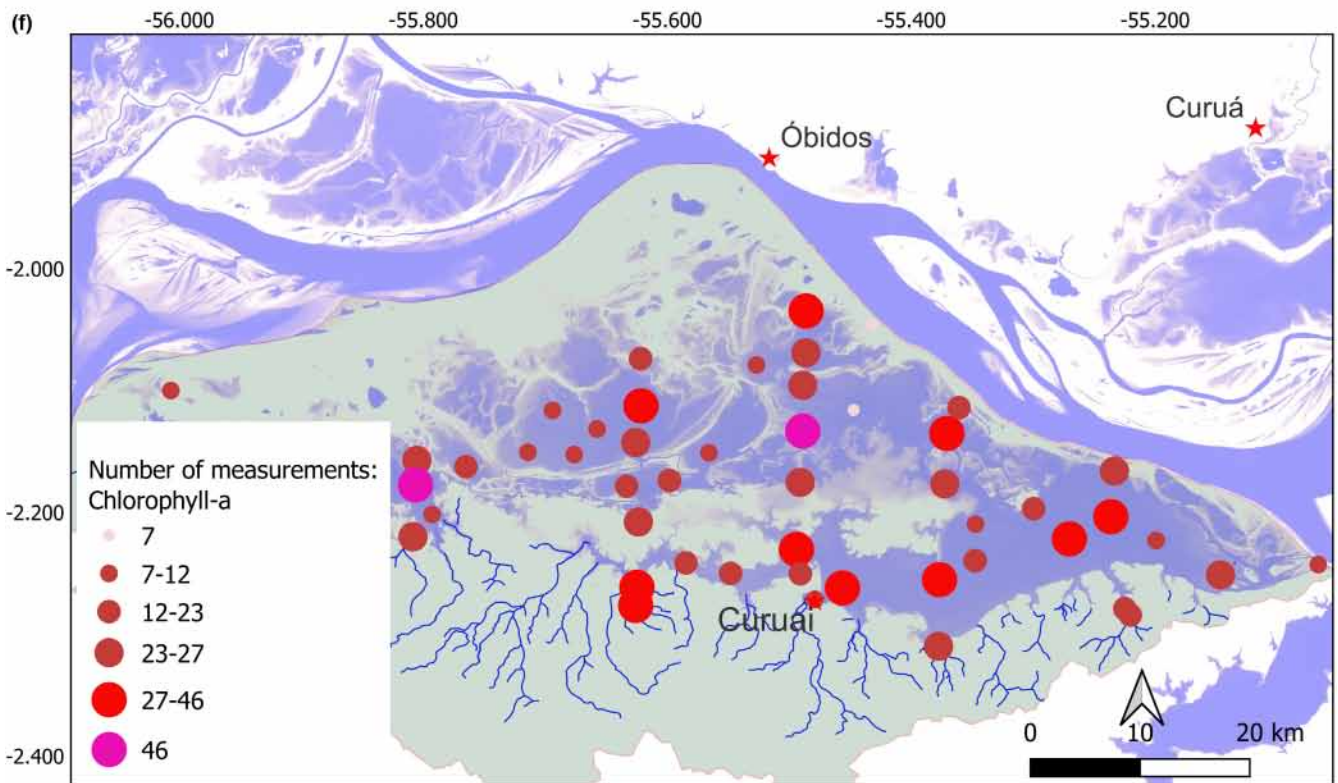 (f)
-56.000
-55.800
-55.600
-55.400
-55.200
Curuá
Óbidos
-2.000
-2.200
-2.400
Number of measurements:
Chlorophyll-a
7
7-12
12-23
23-27
27-46
46
Curuai
0 10 20 km